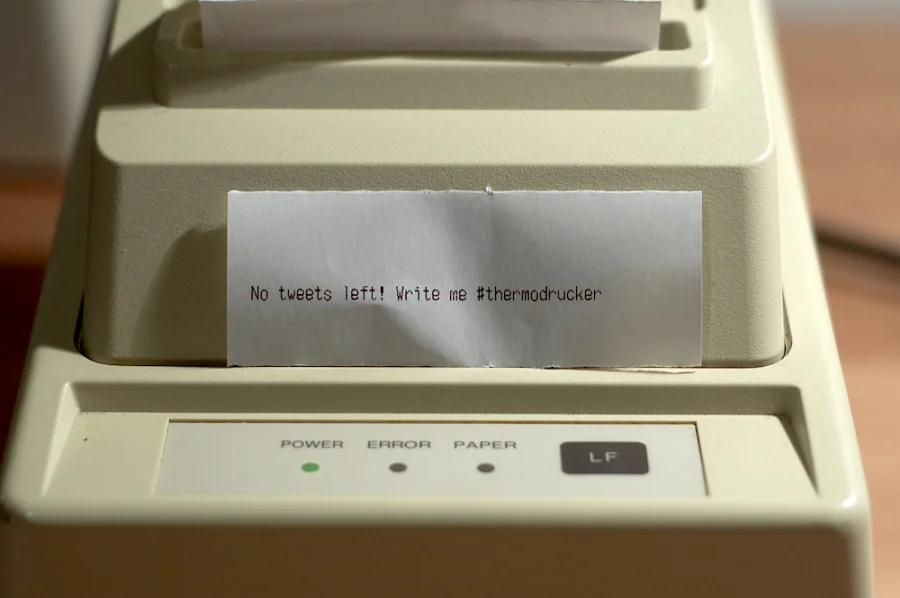 No tweets left! Write me #thermodrucker
POWER ERROR PAPER
LF